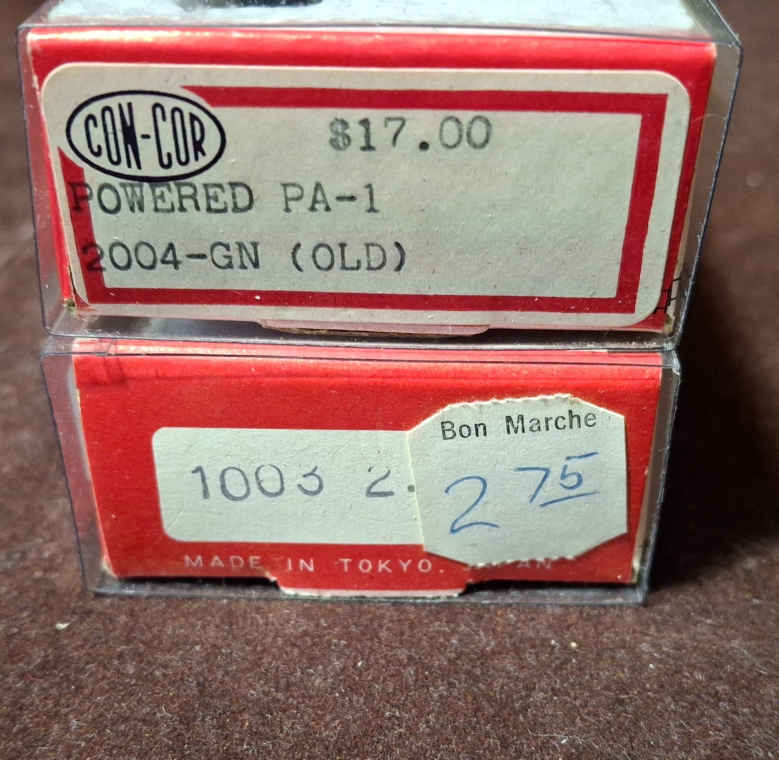 CON-COR
$17.00
POWERED PA-1
2004-GN (OLD)
Bon Marche
2 75
1003 2.
MADE IN TOKYO. JAPAN